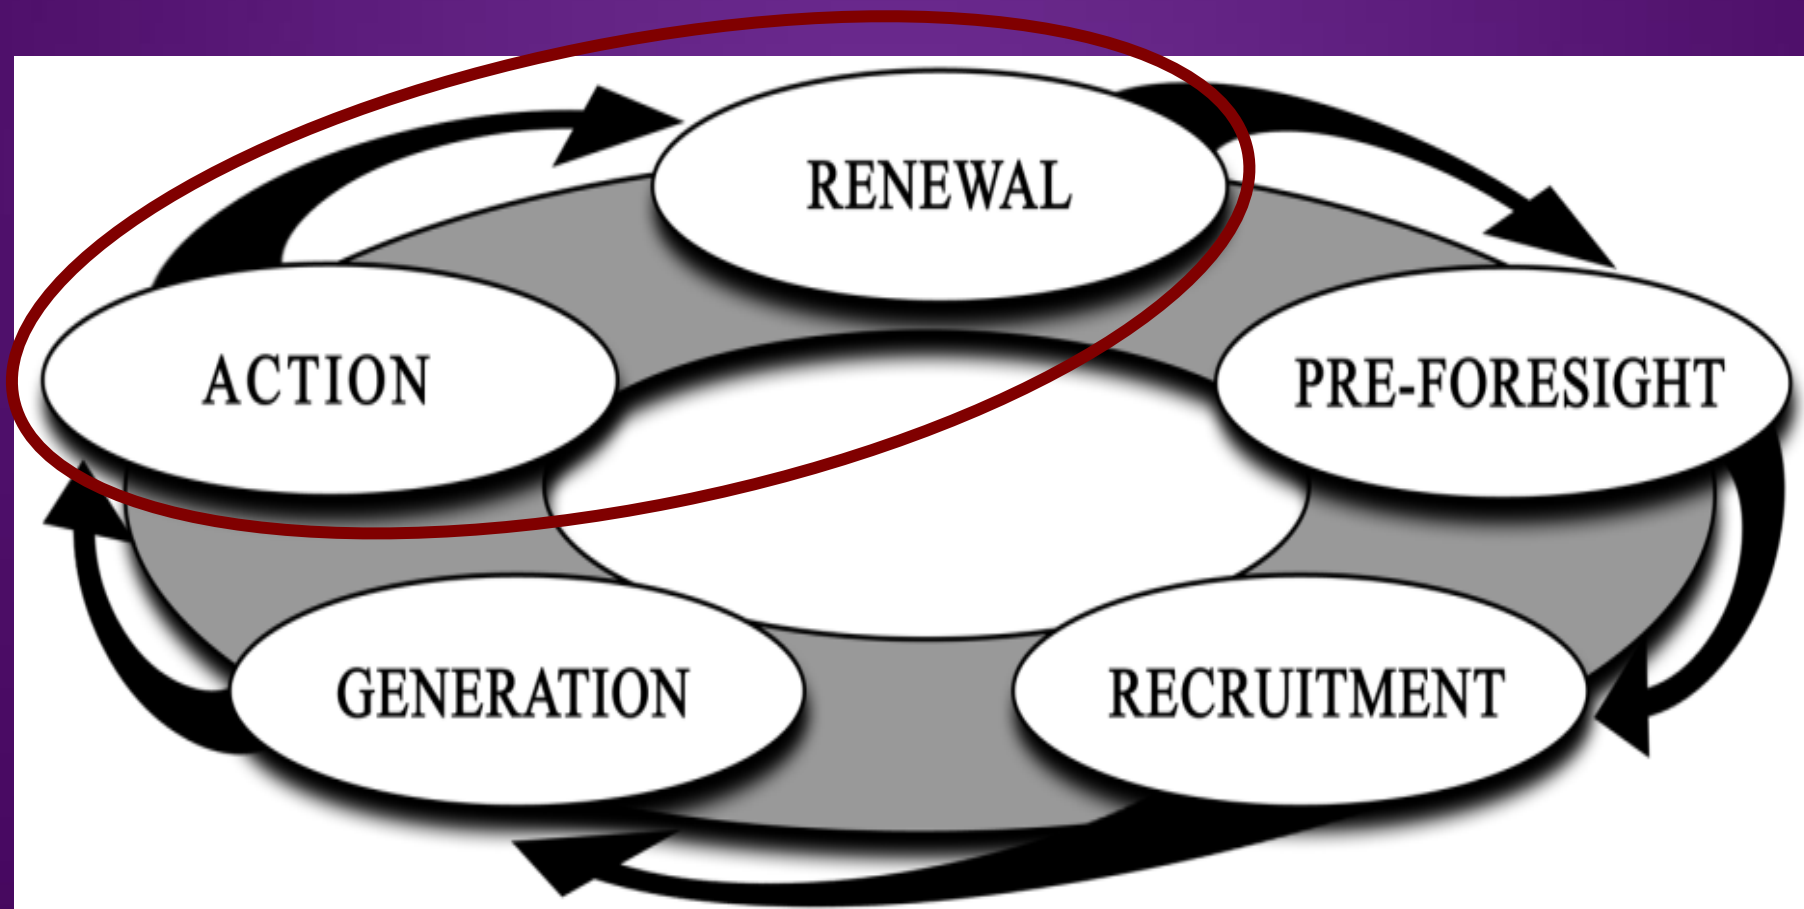 RENEWAL
ACTION
PRE-FORESIGHT
GENERATION
RECRUITMENT